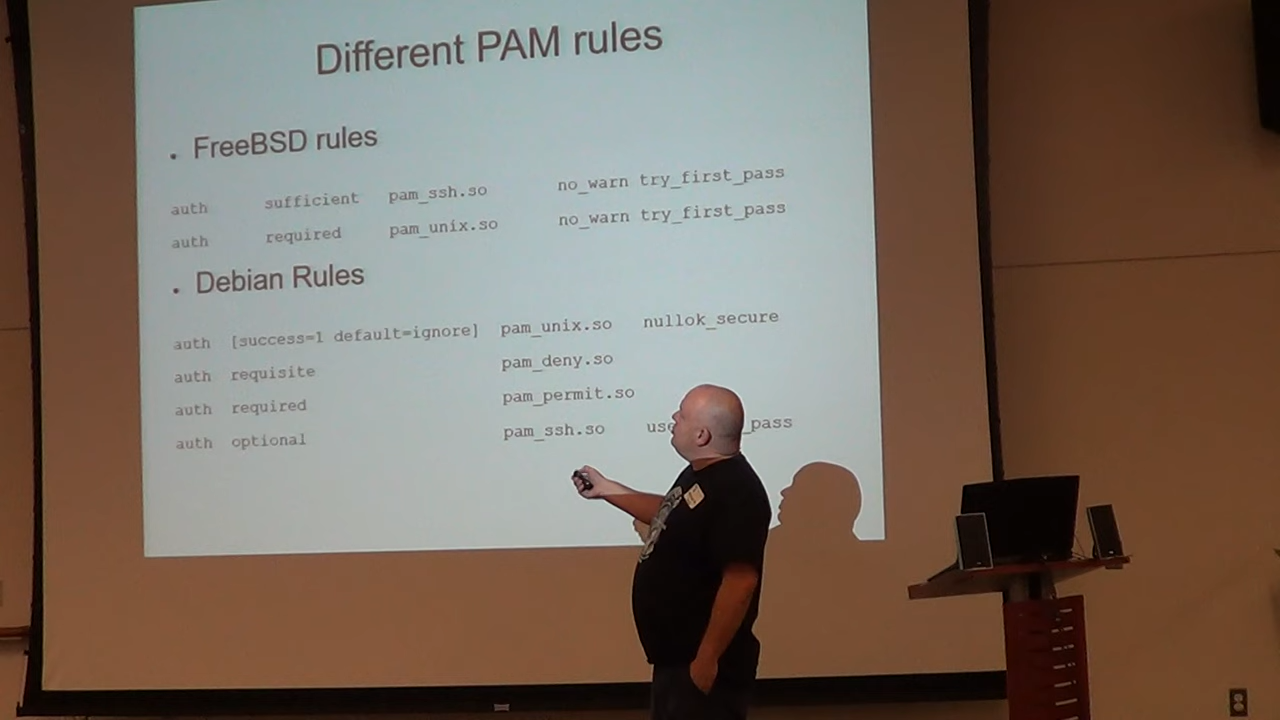 Different PAM rules
. FreeBSD rules
auth sufficient pam_ssh.so no_warn try_first_pass
auth required pam_unix.so no_warn try_first_pass
. Debian Rules
auth [success=1 default=ignore] pam_unix.so nullok_secure
auth requisite pam_deny.so
auth required pam_permit.so
auth optional pam_ssh.so use _pass